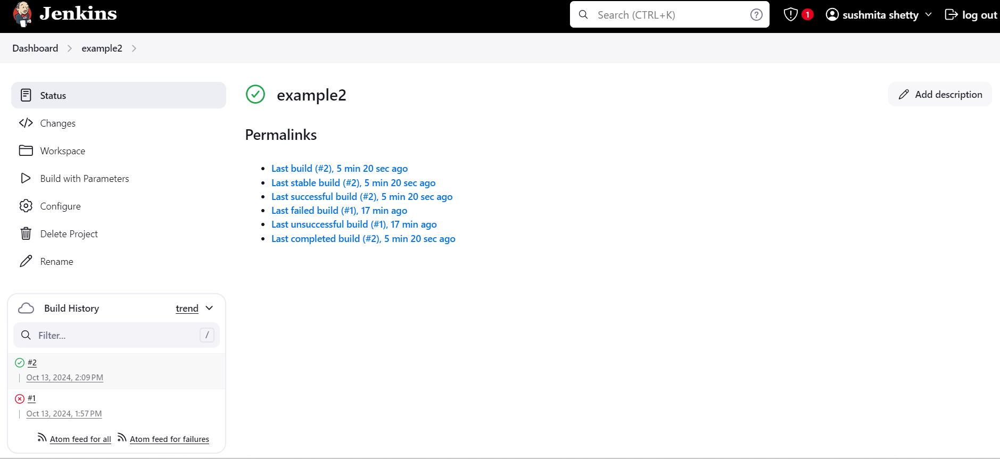 Jenkins
Search (CTRL+K)
1
sushmita shetty
log out
Dashboard
example2
Status
Changes
Workspace
Build with Parameters
Configure
Delete Project
Rename
example2
Add description
Permalinks
Last build (#2), 5 min 20 sec ago
Last stable build (#2), 5 min 20 sec ago
Last successful build (#2), 5 min 20 sec ago
Last failed build (#1), 17 min ago
Last unsuccessful build (#1), 17 min ago
Last completed build (#2), 5 min 20 sec ago
Build History
trend
Filter...
/
#2
Oct 13, 2024, 2:09 PM
#1
Oct 13, 2024, 1:57 PM
Atom feed for all
Atom feed for failures